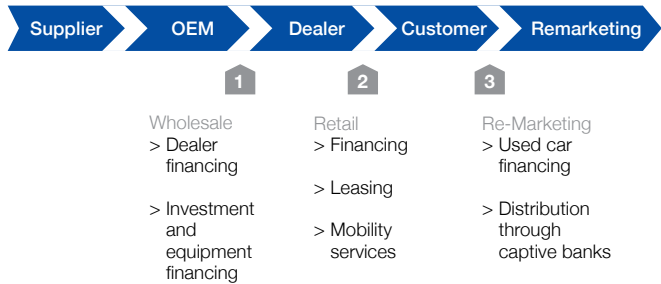 Supplier OEM Dealer Customer Remarketing
1 2 3
Wholesale
> Dealer
financing
> Investment
and
equipment
financing
Retail
> Financing
> Leasing
> Mobility
services
Re-Marketing
> Used car
financing
> Distribution
through
captive banks